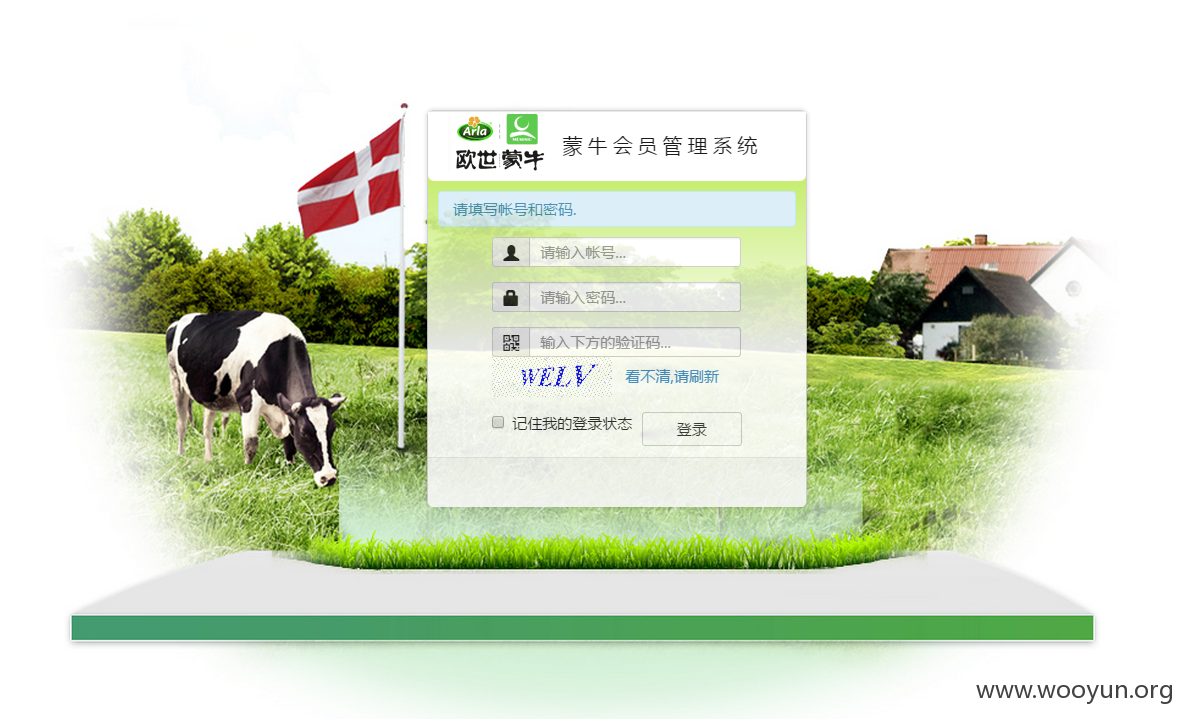 Arla
欧世蒙牛
蒙牛会员管理系统
请填写帐号和密码.
请输入帐号...
请输入密码...
输入下方的验证码...
WELV
看不清,请刷新
记住我的登录状态
登录
www.wooyun.org